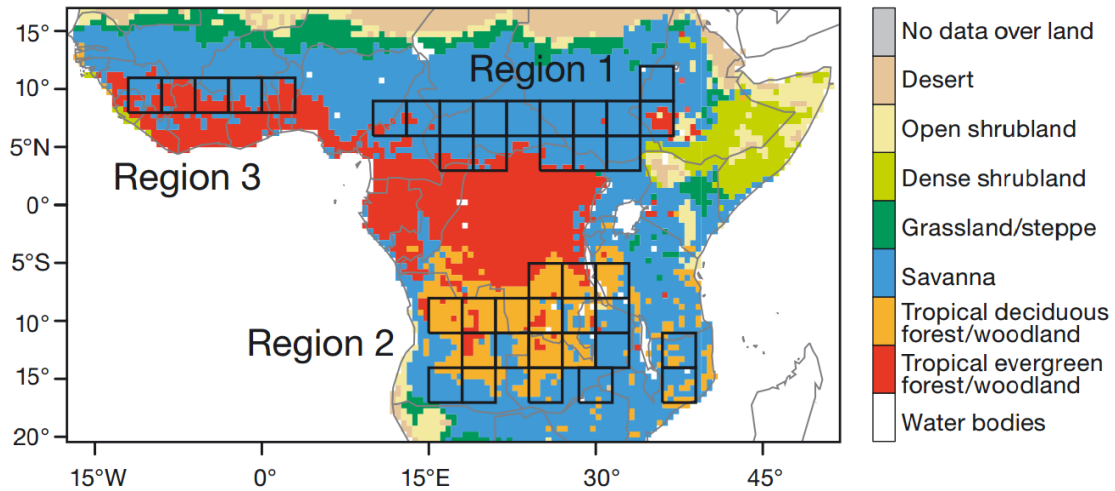 15°
10°
5°N
0°
5°S
10°
15°
20°
15°W
0°
15°E
30°
45°
Region 1
Region 3
Region 2
No data over land
Desert
Open shrubland
Dense shrubland
Grassland/steppe
Savanna
Tropical deciduous
forest/woodland
Tropical evergreen
forest/woodland
Water bodies